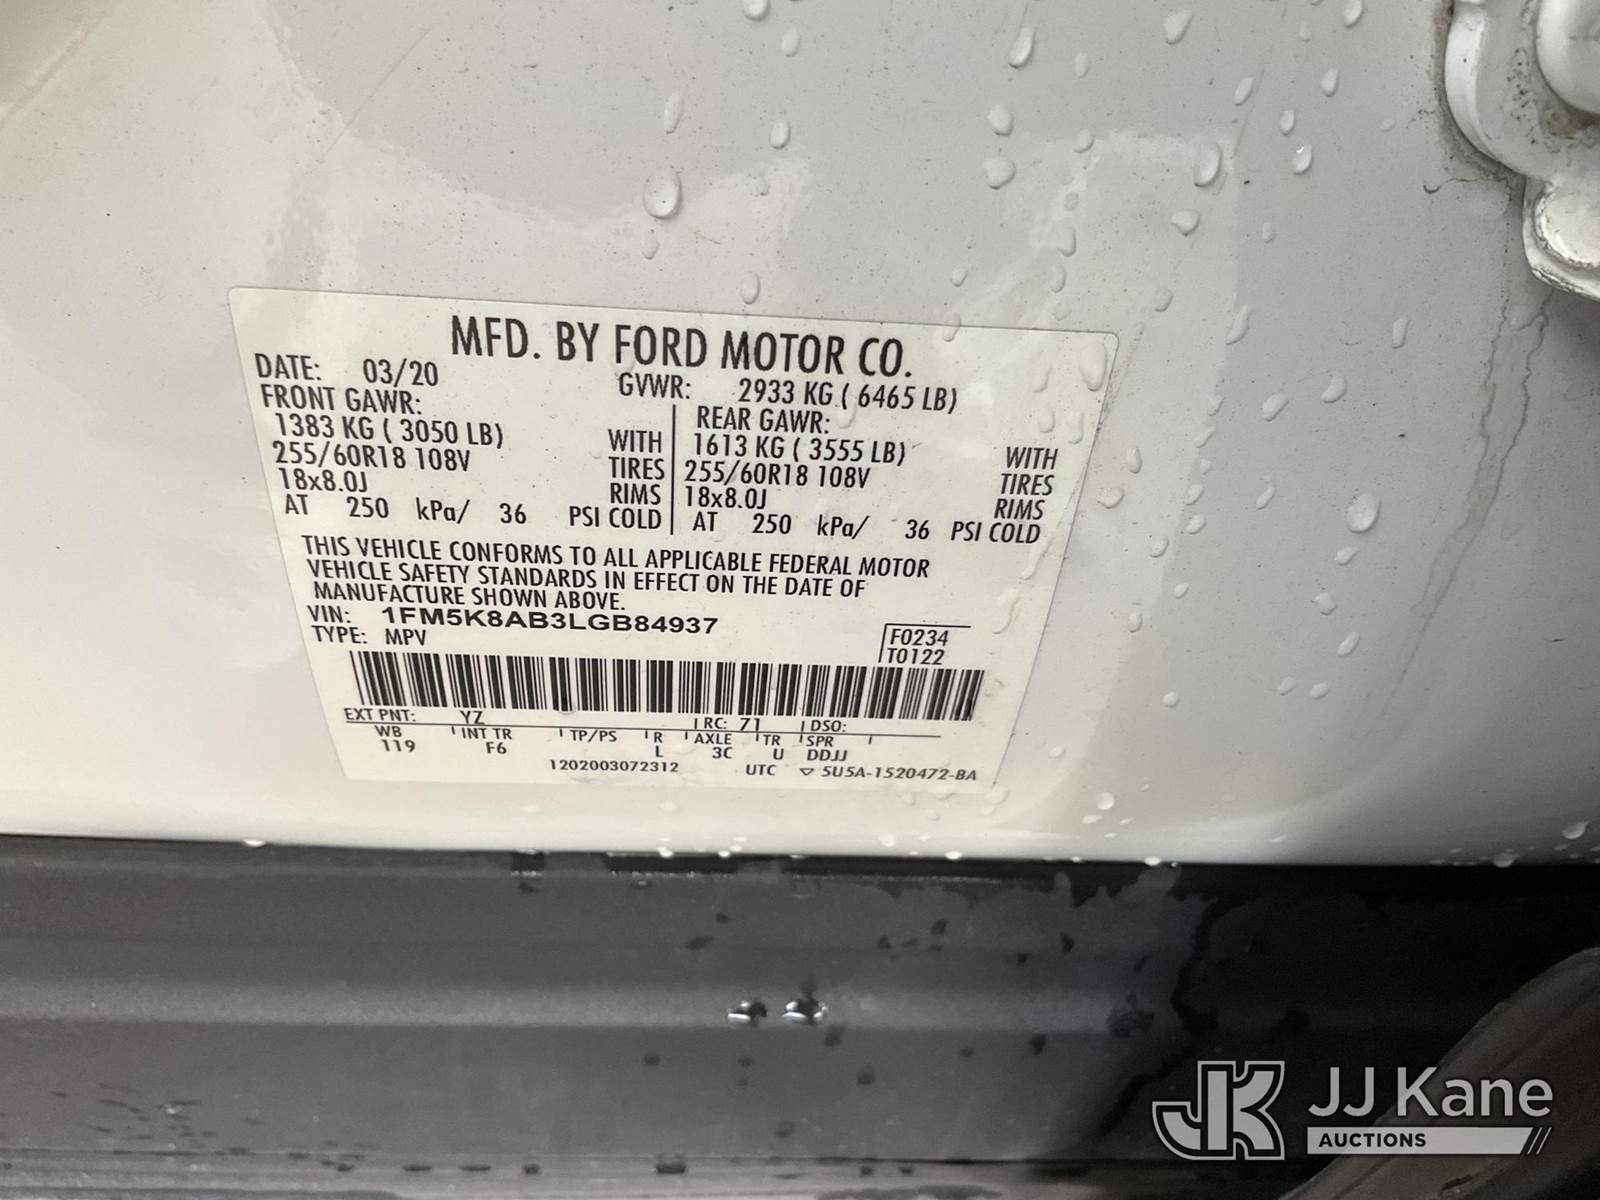 MFD. BY FORD MOTOR CO.
DATE: 03/20 GVWR: 2933 KG ( 6465 LB)
FRONT GAWR: REAR GAWR:
1383 KG ( 3050 LB) WITH 1613 KG ( 3555 LB) WITH
255/60R18 108V TIRES 255/60R18 108V TIRES
18x8.0J RIMS 18x8.0J RIMS
AT 250 kPa/ 36 PSI COLD AT 250 kPa/ 36 PSI COLD
THIS VEHICLE CONFORMS TO ALL APPLICABLE FEDERAL MOTOR
VEHICLE SAFETY STANDARDS IN EFFECT ON THE DATE OF
MANUFACTURE SHOWN ABOVE.
VIN: 1FM5K8AB3LGB84937
TYPE: MPV F0234
T0122
EXT PNT: YZ RC: 71 DSO:
WB INT TR TP/PS R AXLE TR SPR
119 F6 L 3C U DDJJ
1202003072312 UTC ▽ 5U5A-1520472-BA
JK JJ Kane
AUCTIONS